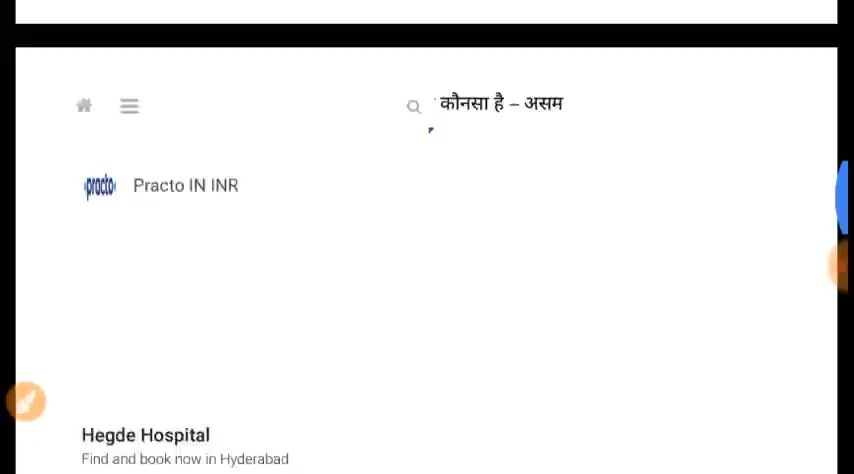 कौनसा है – असम
practo
Practo IN INR
Hegde Hospital
Find and book now in Hyderabad